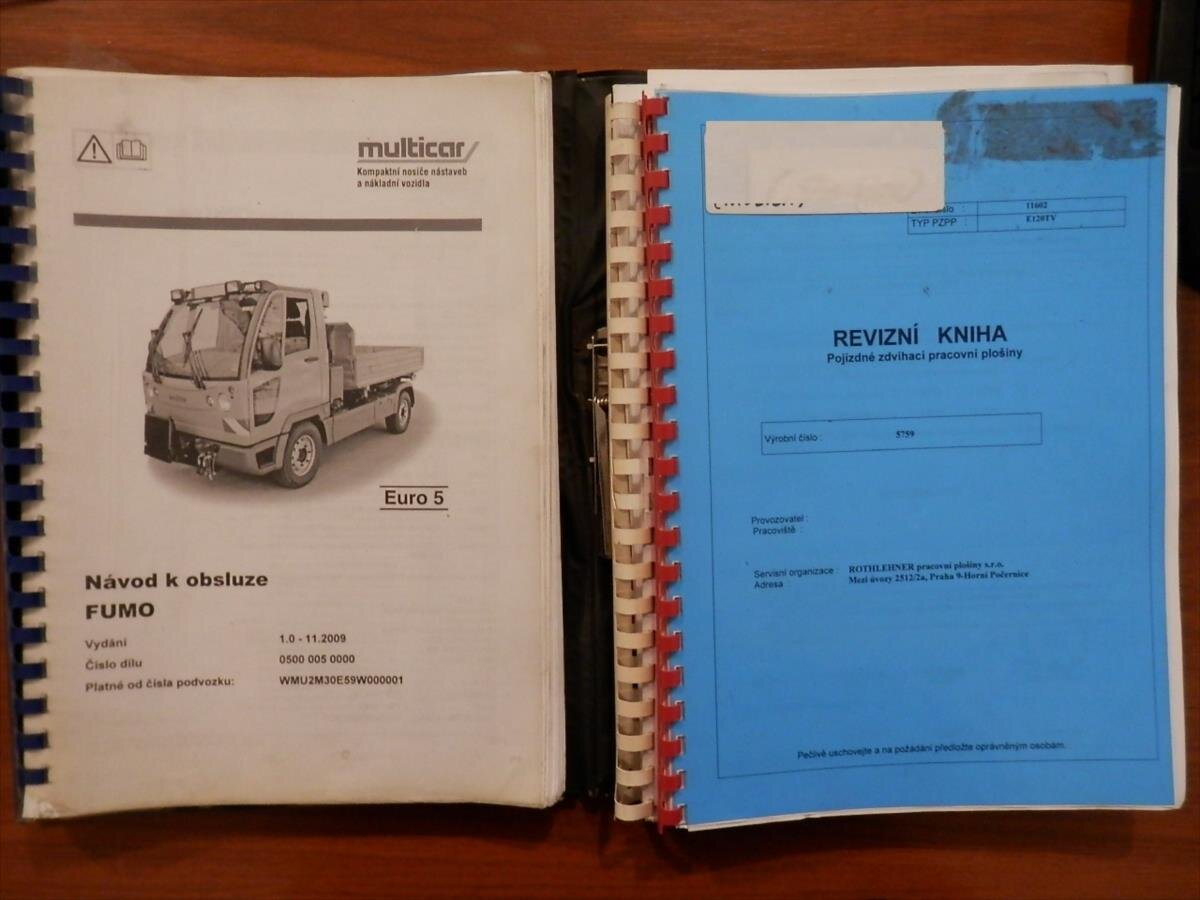 multicar
Kompaktní nosiče nástaveb
a nákladní vozidla
Euro 5
Návod k obsluze
FUMO
Vydání 1.0 - 11.2009
Číslo dílu 0500 005 0000
Platné od čísla podvozku: WMU2M30E59W000001
11602
TYP PZPP : E120TV
REVIZNÍ KNIHA
Pojízdné zdvihací pracovní plošiny
Výrobní číslo : 5759
Provozovatel :
Pracoviště :
Servisní organizace : ROTHLEHNER pracovní plošiny s.r.o.
Adresa : Mezi úvozy 2512/2a, Praha 9-Horní Počernice
Pečlivě uschovejte a na požádání předložte oprávněným osobám.